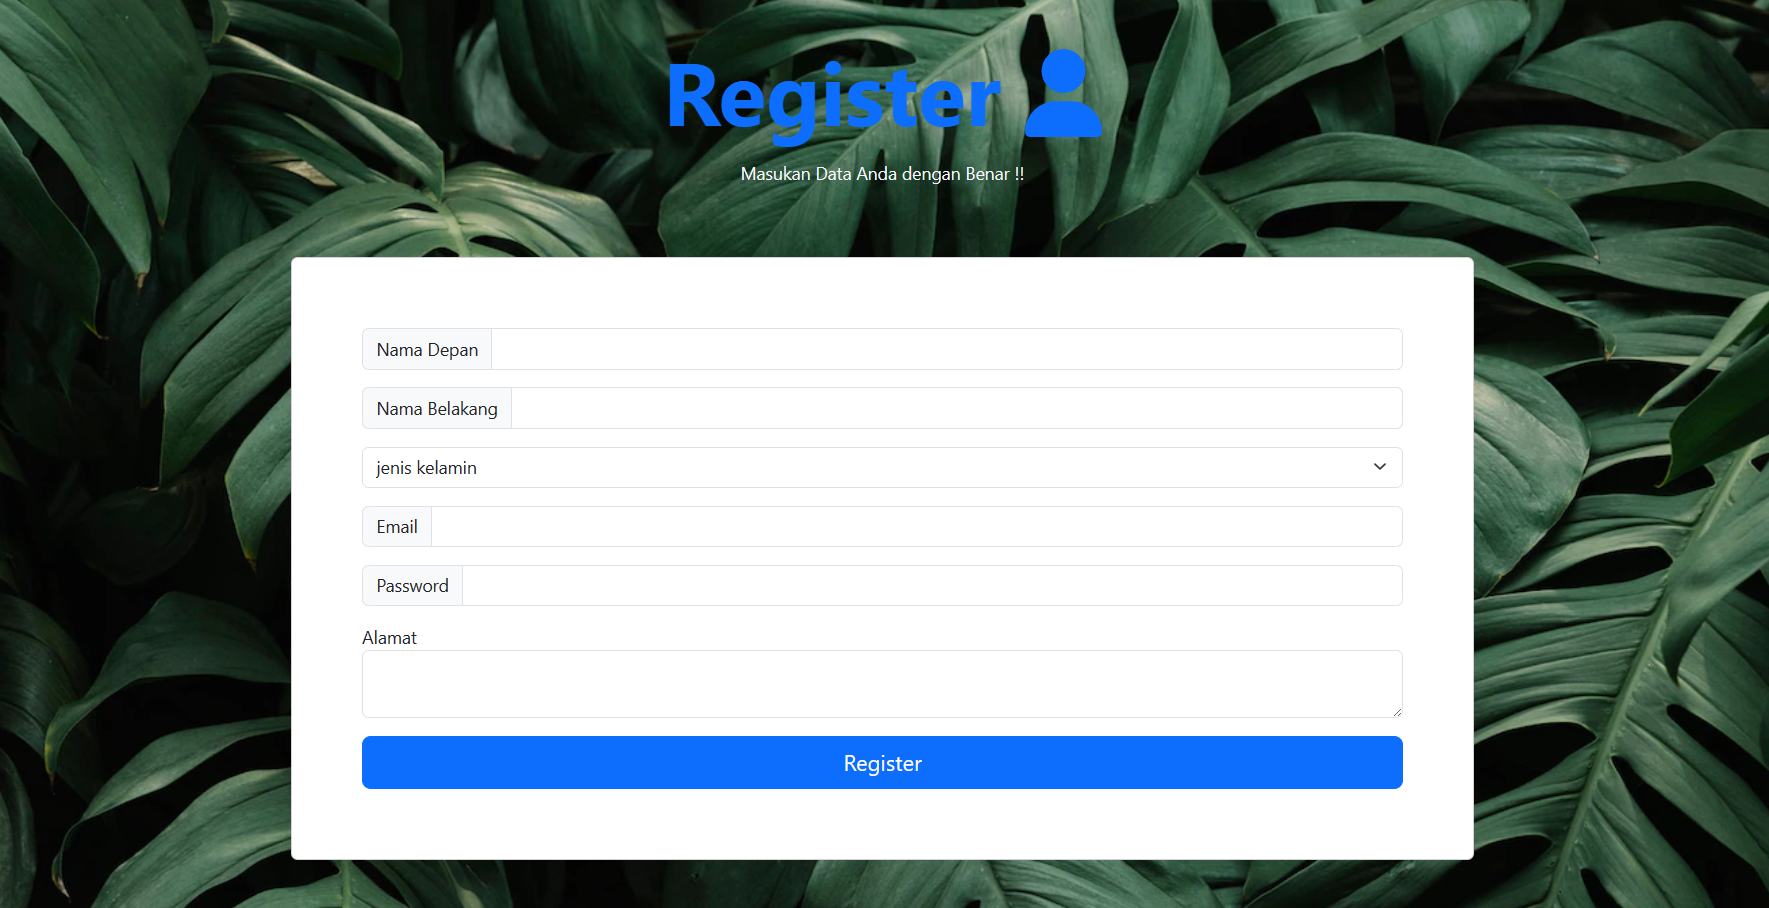 Register
Masukan Data Anda dengan Benar !!
Nama Depan
Nama Belakang
jenis kelamin
Email
Password
Alamat
Register